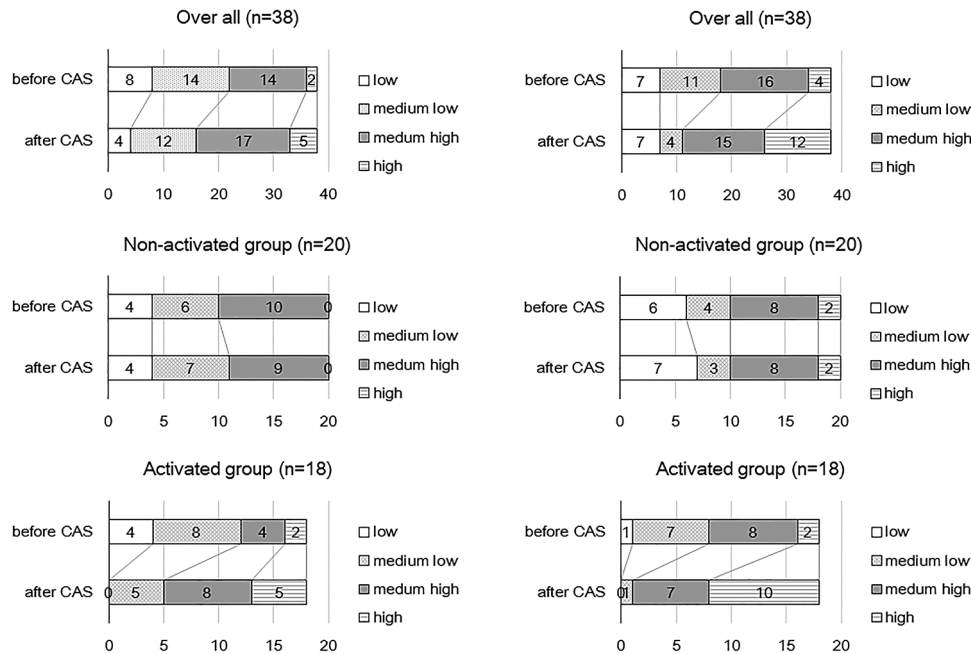 Over all (n=38)
before CAS 8 14 14 2
after CAS 4 12 17 5
0 10 20 30 40
low
medium low
medum high
high
Over all (n=38)
before CAS 7 11 16 4
after CAS 7 4 15 12
0 10 20 30 40
low
medium low
medum high
high
Non-activated group (n=20)
before CAS 4 6 10 0
after CAS 4 7 9 0
0 5 10 15 20
low
medium low
medum high
high
Non-activated group (n=20)
before CAS 6 4 8 2
after CAS 7 3 8 2
0 5 10 15 20
low
medium low
medum high
high
Activated group (n=18)
before CAS 4 8 4 2
after CAS 0 5 8 5
0 5 10 15 20
low
medium low
medum high
high
Activated group (n=18)
before CAS 1 7 8 2
after CAS 0 1 7 10
0 5 10 15 20
low
medium low
medum high
high